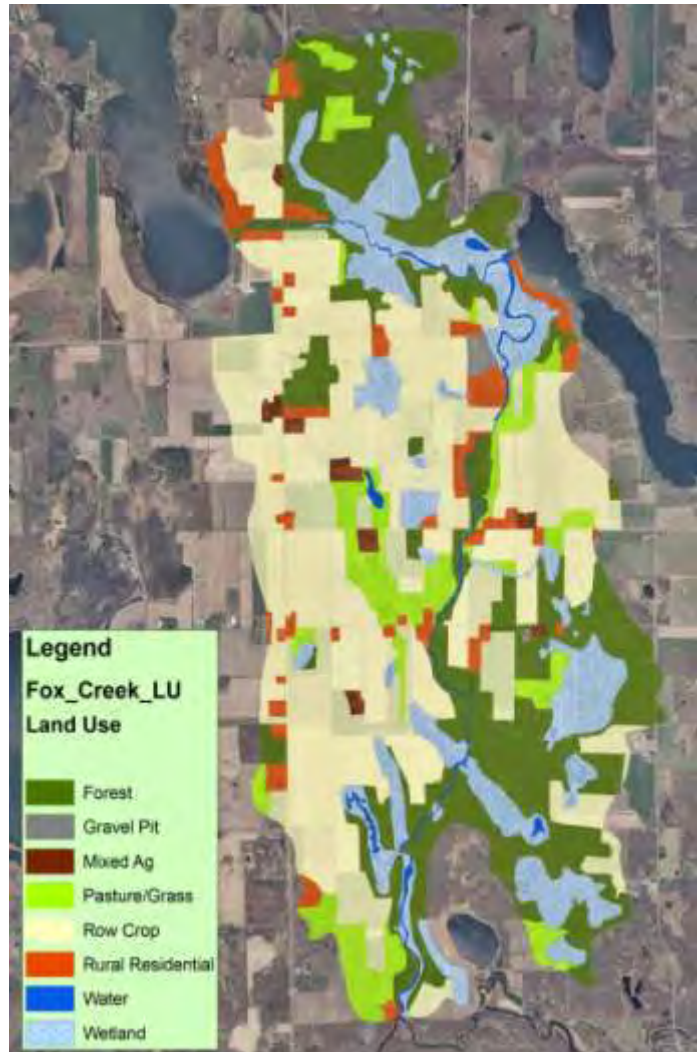 Legend
Fox_Creek_LU
Land Use
Forest
Gravel Pit
Mixed Ag
Pasture/Grass
Row Crop
Rural Residential
Water
Wetland